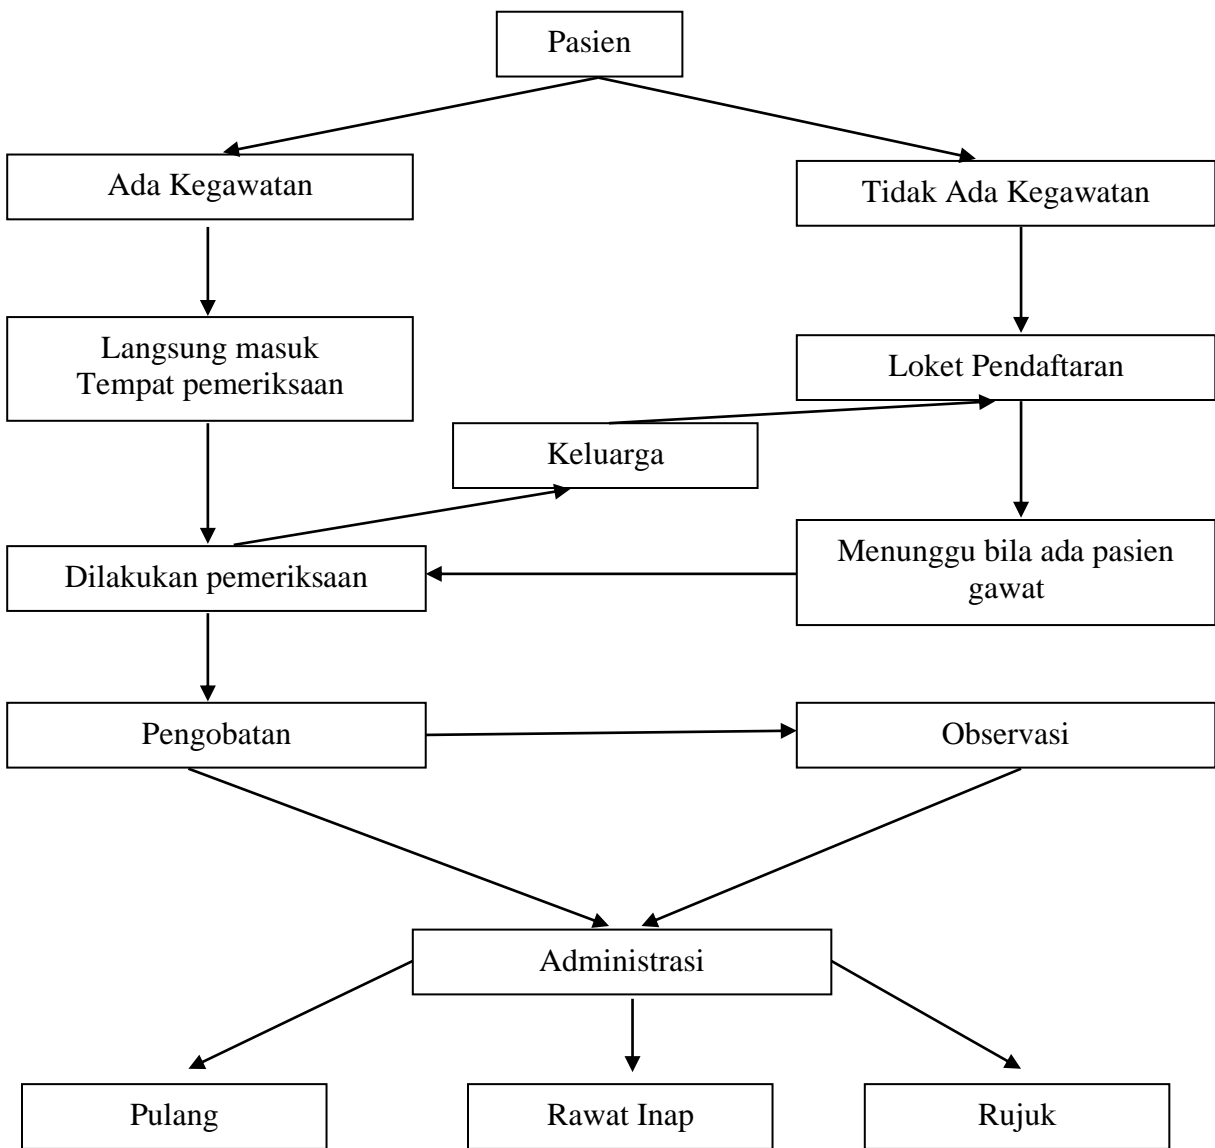 Pasien
Ada Kegawatan
Tidak Ada Kegawatan
Langsung masuk
Tempat pemeriksaan
Loket Pendaftaran
Keluarga
Dilakukan pemeriksaan
Menunggu bila ada pasien
gawat
Pengobatan
Observasi
Administrasi
Pulang
Rawat Inap
Rujuk